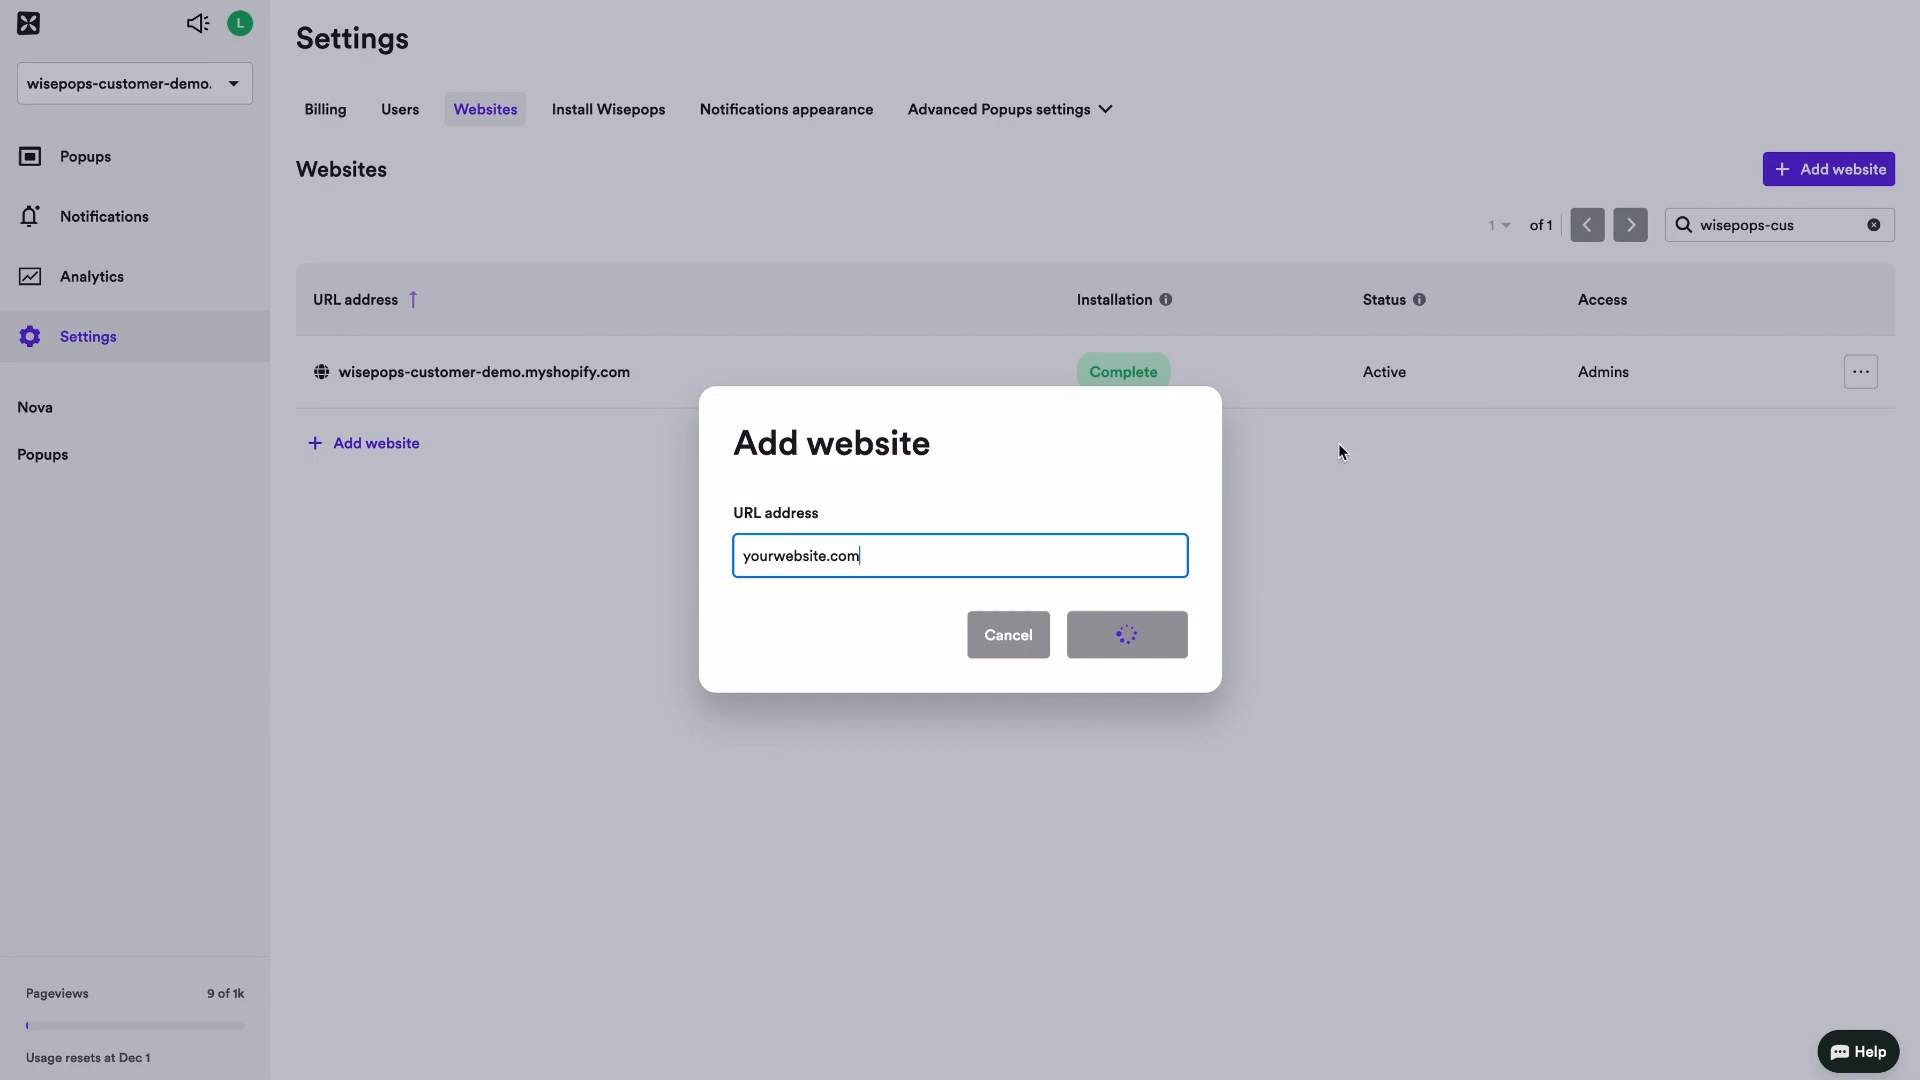 L
Settings
wisepops-customer-demo.
Billing Users Websites Install Wisepops Notifications appearance Advanced Popups settings
Popups
Notifications
Analytics
Settings
Nova
Popups
Websites
+ Add website
1 of 1 wisepops-cus
URL address ↑ Installation Status Access
wisepops-customer-demo.myshopify.com Complete Active Admins ...
+ Add website
Add website
URL address
yourwebsite.com
Cancel
Pageviews 9 of 1k
Usage resets at Dec 1
Help